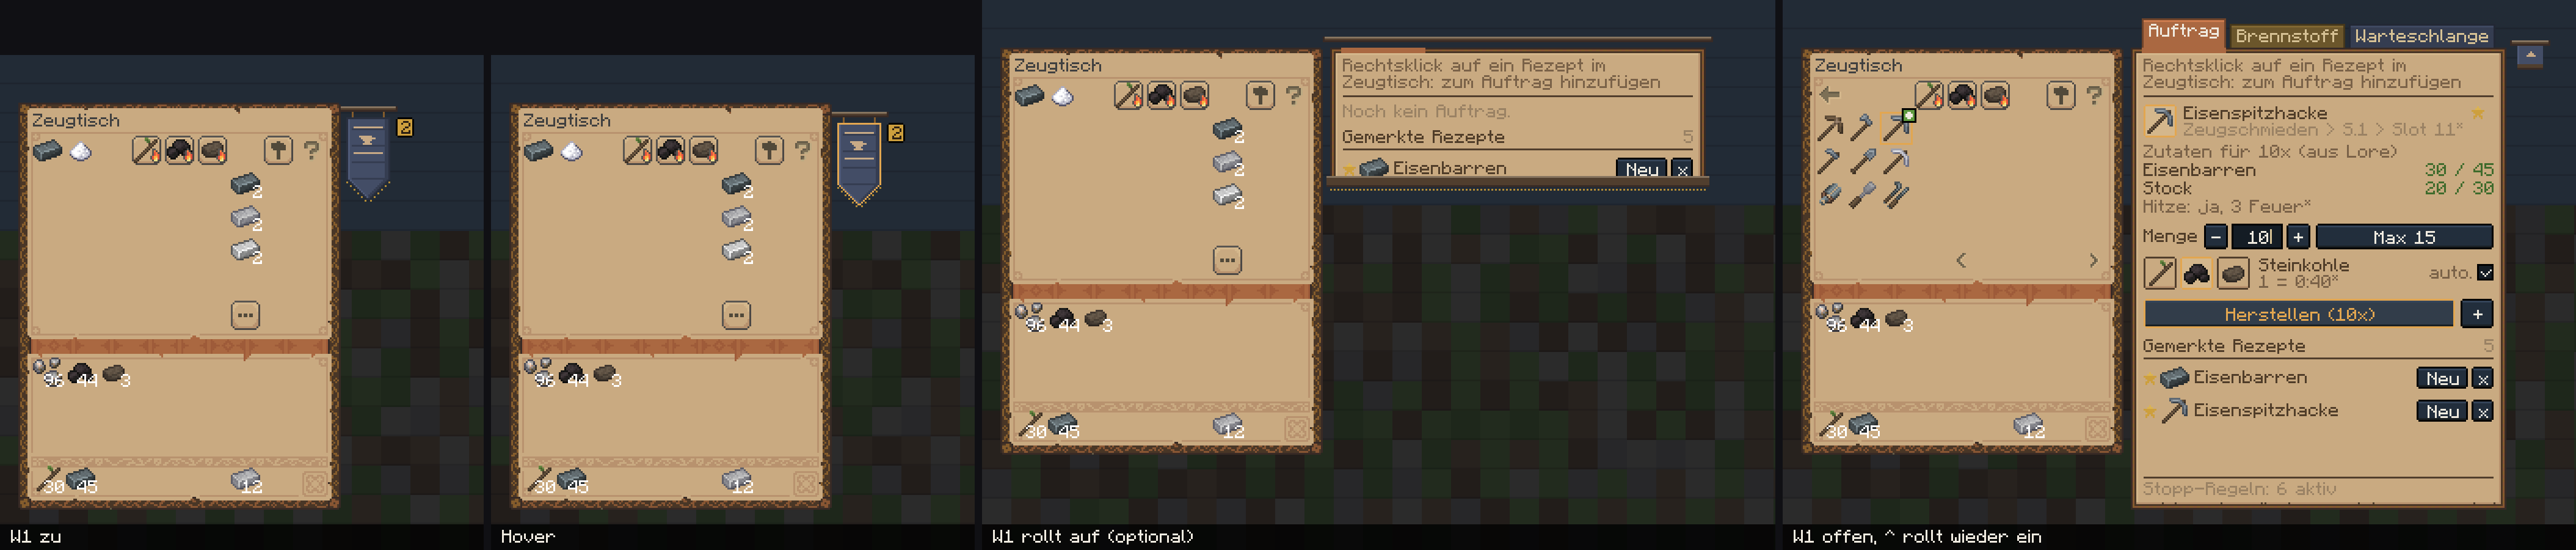 Zeugtisch
2
?
2
2
2
...
96 44 3
30 45 12
W1 zu
Zeugtisch
2
?
2
2
2
...
96 44 3
30 45 12
Hover
Zeugtisch
?
2
2
2
...
96 44 3
30 45 12
Rechtsklick auf ein Rezept im
Zeugtisch: zum Auftrag hinzufügen
Noch kein Auftrag.
Gemerkte Rezepte 5
Eisenbarren Neu x
W1 rollt auf (optional)
Zeugtisch
?
< >
96 44 3
30 45 12
Auftrag Brennstoff Warteschlange
Rechtsklick auf ein Rezept im
Zeugtisch: zum Auftrag hinzufügen
Eisenspitzhacke
Zeugschmieden > S.1 > Slot 11*
Zutaten für 10x (aus Lore)
Eisenbarren 30 / 45
Stock 20 / 30
Hitze: ja, 3 Feuer*
Menge - 10 + Max 15
Steinkohle auto.
1 = 0:40*
Herstellen (10x) +
Gemerkte Rezepte 5
Eisenbarren Neu x
Eisenspitzhacke Neu x
Stopp-Regeln: 6 aktiv
W1 offen, ^ rollt wieder ein